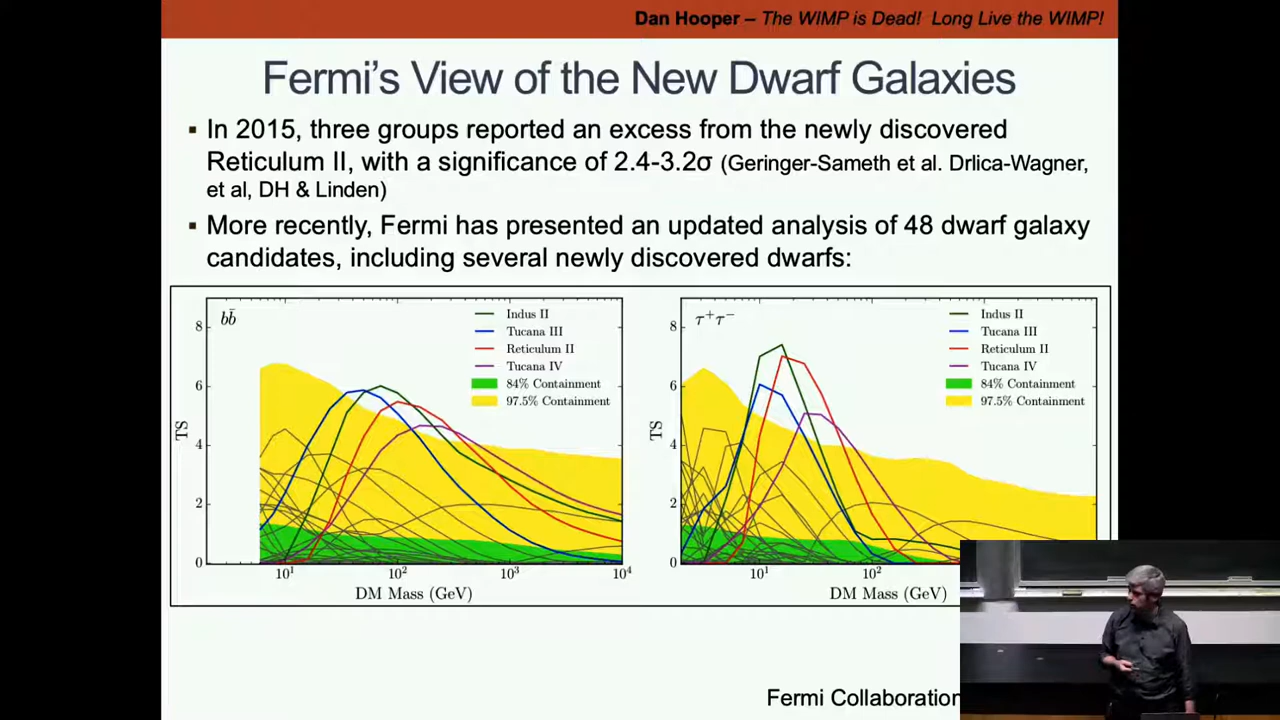 Dan Hooper – The WIMP is Dead! Long Live the WIMP!
Fermi's View of the New Dwarf Galaxies
▪ In 2015, three groups reported an excess from the newly discovered
Reticulum II, with a significance of 2.4-3.2σ (Geringer-Sameth et al. Drlica-Wagner,
et al, DH & Linden)
▪ More recently, Fermi has presented an updated analysis of 48 dwarf galaxy
candidates, including several newly discovered dwarfs:
bb̄
Indus II
Tucana III
Reticulum II
Tucana IV
84% Containment
97.5% Containment
TS
8
6
4
2
0
10¹
10²
10³
10⁴
DM Mass (GeV)
τ⁺τ⁻
Indus II
Tucana III
Reticulum II
Tucana IV
84% Containment
97.5% Containment
TS
8
6
4
2
0
10¹
10²
DM Mass (GeV)
Fermi Collaboration